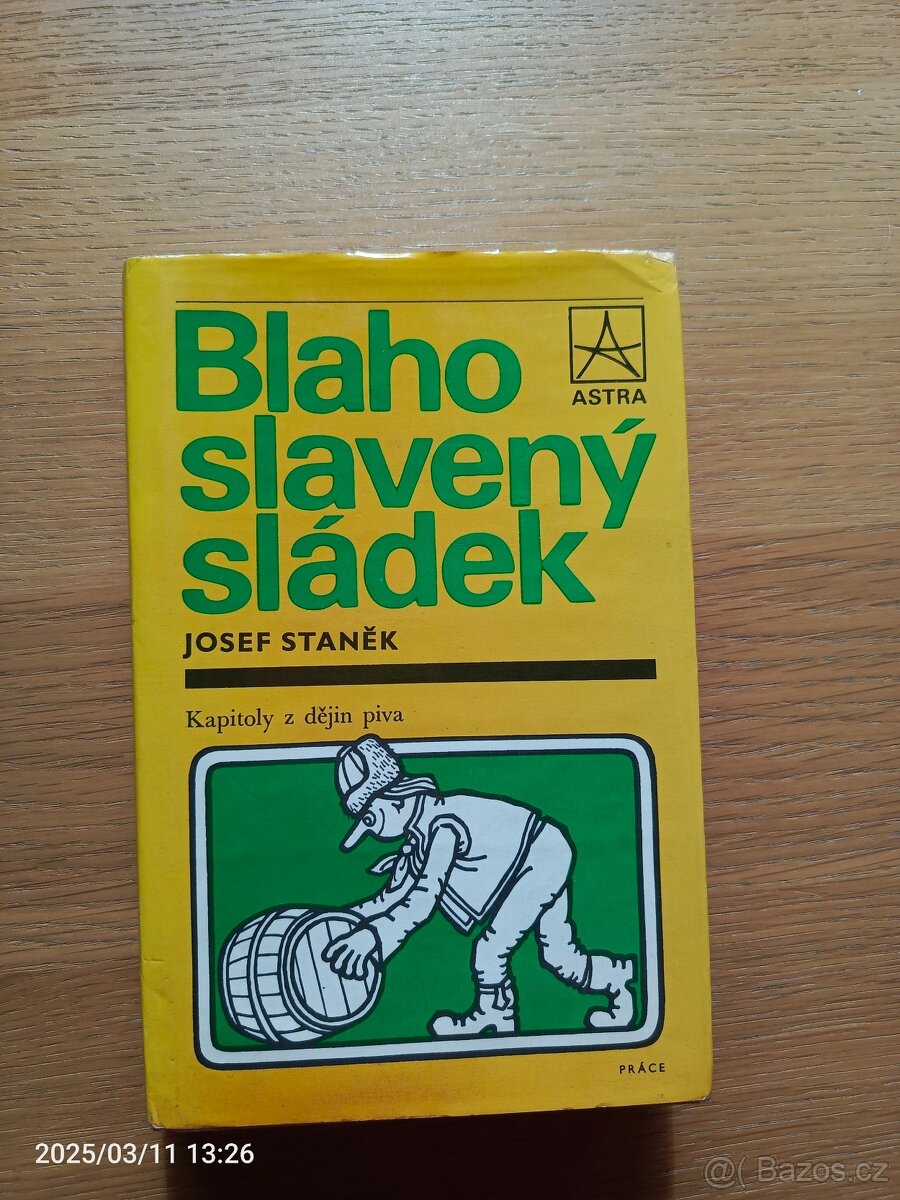 Blaho
slavený
sládek
ASTRA
JOSEF STANĚK
Kapitoly z dějin piva
PRÁCE
2025/03/11 13:26
@( Bazos.cz